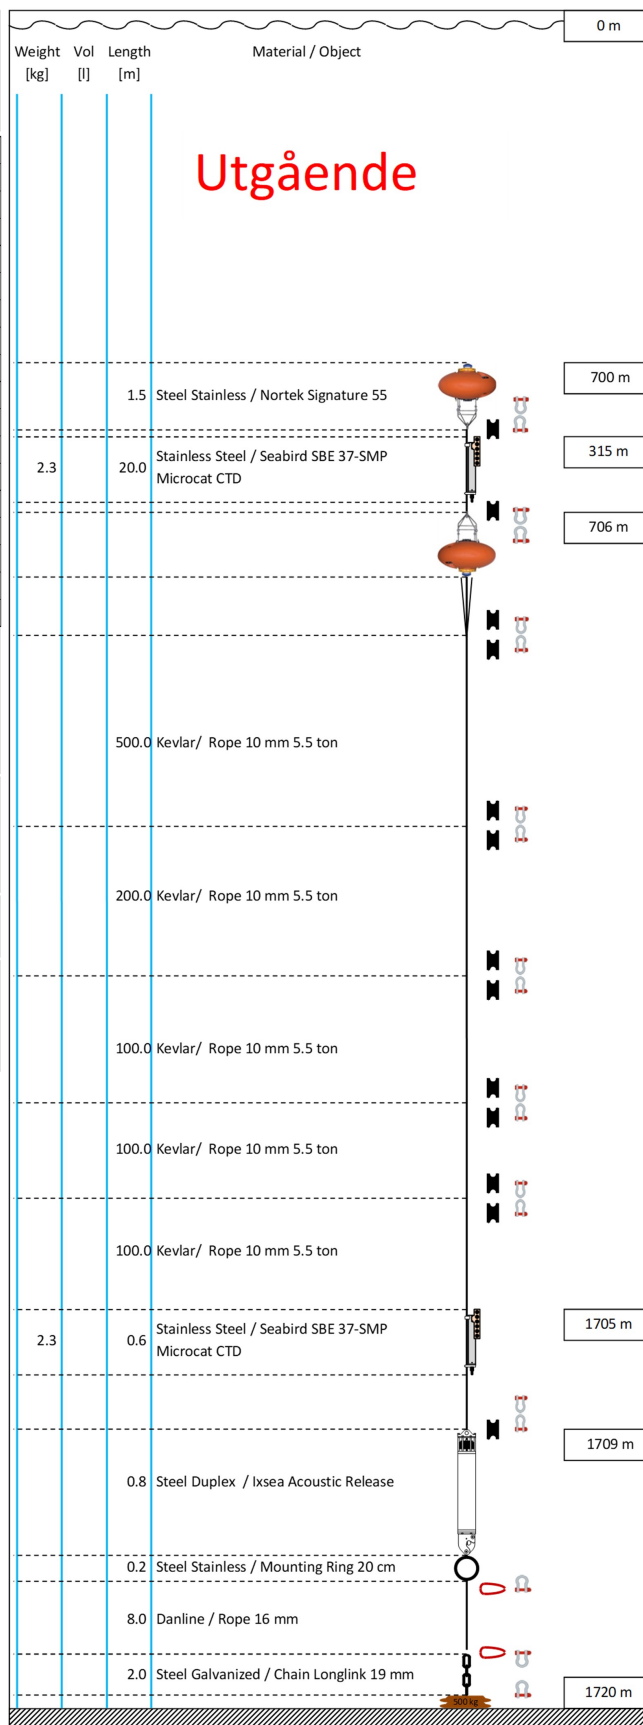 0 m
Weight Vol Length Material / Object
[kg] [l] [m]
Utgående
700 m
1.5 Steel Stainless / Nortek Signature 55
315 m
2.3 20.0 Stainless Steel / Seabird SBE 37-SMP
Microcat CTD
706 m
500.0 Kevlar/ Rope 10 mm 5.5 ton
200.0 Kevlar/ Rope 10 mm 5.5 ton
100.0 Kevlar/ Rope 10 mm 5.5 ton
100.0 Kevlar/ Rope 10 mm 5.5 ton
100.0 Kevlar/ Rope 10 mm 5.5 ton
1705 m
2.3 0.6 Stainless Steel / Seabird SBE 37-SMP
Microcat CTD
1709 m
0.8 Steel Duplex / Ixsea Acoustic Release
0.2 Steel Stainless / Mounting Ring 20 cm
8.0 Danline / Rope 16 mm
2.0 Steel Galvanized / Chain Longlink 19 mm
1720 m
500 kg